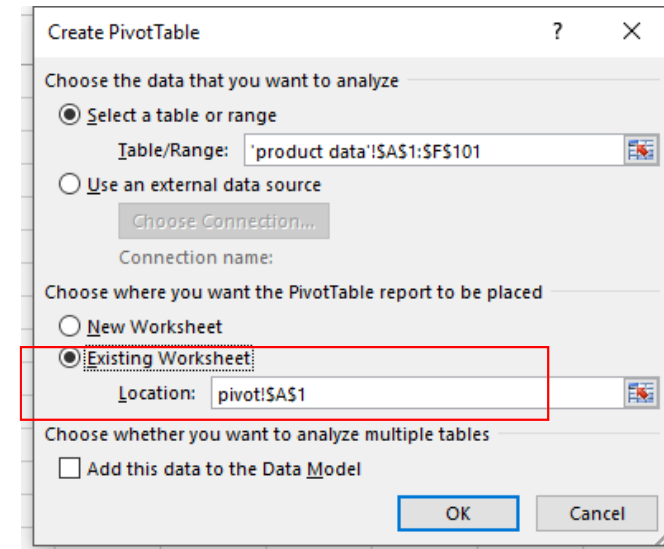 Create PivotTable ? ×
Choose the data that you want to analyze
Select a table or range
Table/Range: 'product data'!$A$1:$F$101
Use an external data source
Choose Connection...
Connection name:
Choose where you want the PivotTable report to be placed
New Worksheet
Existing Worksheet
Location: pivot!$A$1
Choose whether you want to analyze multiple tables
Add this data to the Data Model
OK Cancel